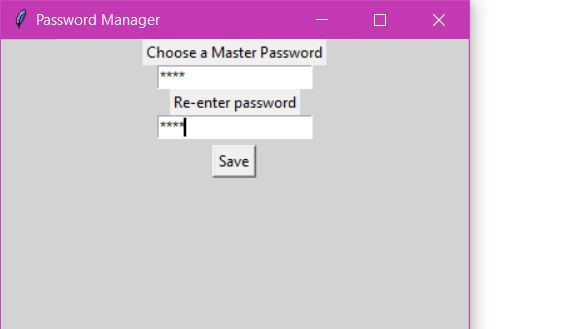 Password Manager
Choose a Master Password
****
Re-enter password
****
Save